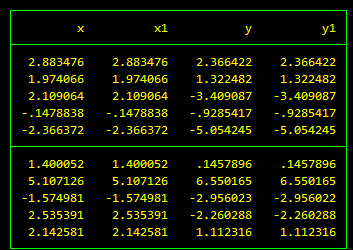 x x1 y y1
2.883476 2.883476 2.366422 2.366422
1.974066 1.974066 1.322482 1.322482
2.109064 2.109064 -3.409087 -3.409087
-.1478838 -.1478838 -.9285417 -.9285417
-2.366372 -2.366372 -5.054245 -5.054245
1.400052 1.400052 .1457896 .1457896
5.107126 5.107126 6.550165 6.550165
-1.574981 -1.574981 -2.956023 -2.956022
2.535391 2.535391 -2.260288 -2.260288
2.142581 2.142581 1.112316 1.112316